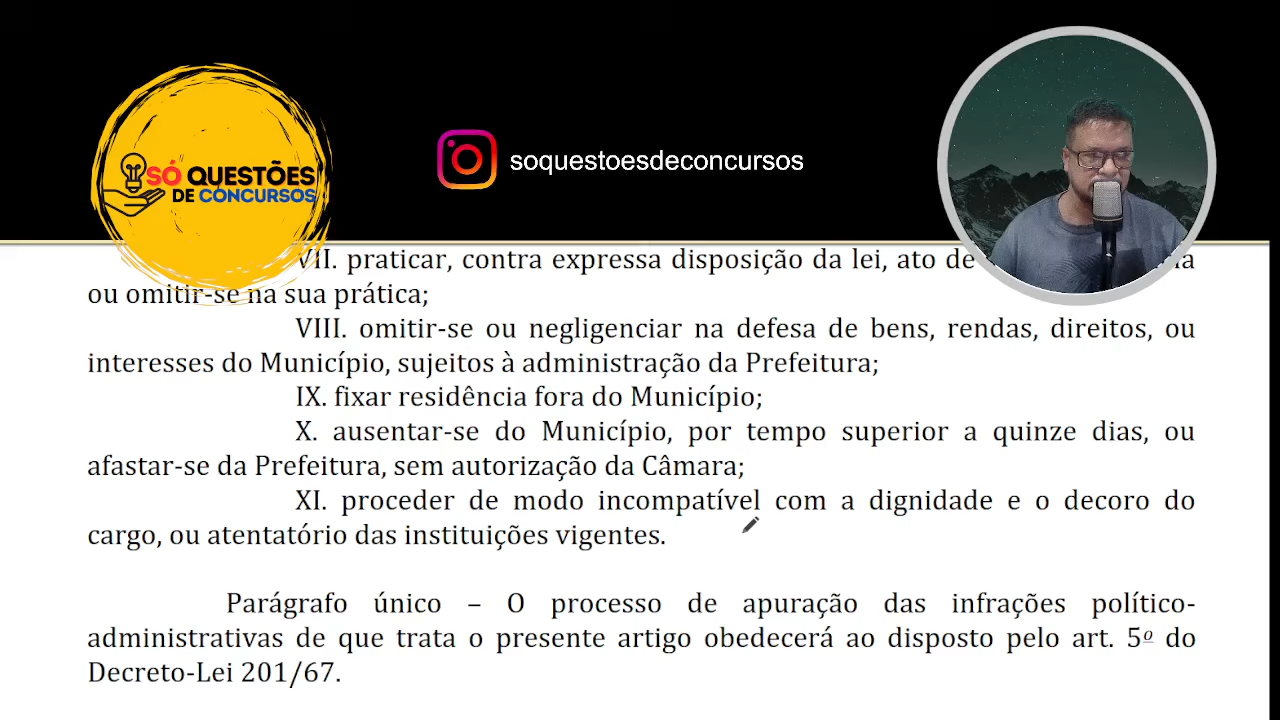 SÓ QUESTÕES
DE CONCURSOS
soquestoesdeconcursos
VII. praticar, contra expressa disposição da lei, ato de
ou omitir-se na sua prática;
VIII. omitir-se ou negligenciar na defesa de bens, rendas, direitos, ou
interesses do Município, sujeitos à administração da Prefeitura;
IX. fixar residência fora do Município;
X. ausentar-se do Município, por tempo superior a quinze dias, ou
afastar-se da Prefeitura, sem autorização da Câmara;
XI. proceder de modo incompatível com a dignidade e o decoro do
cargo, ou atentatório das instituições vigentes.
Parágrafo único – O processo de apuração das infrações político-
administrativas de que trata o presente artigo obedecerá ao disposto pelo art. 5º do
Decreto-Lei 201/67.